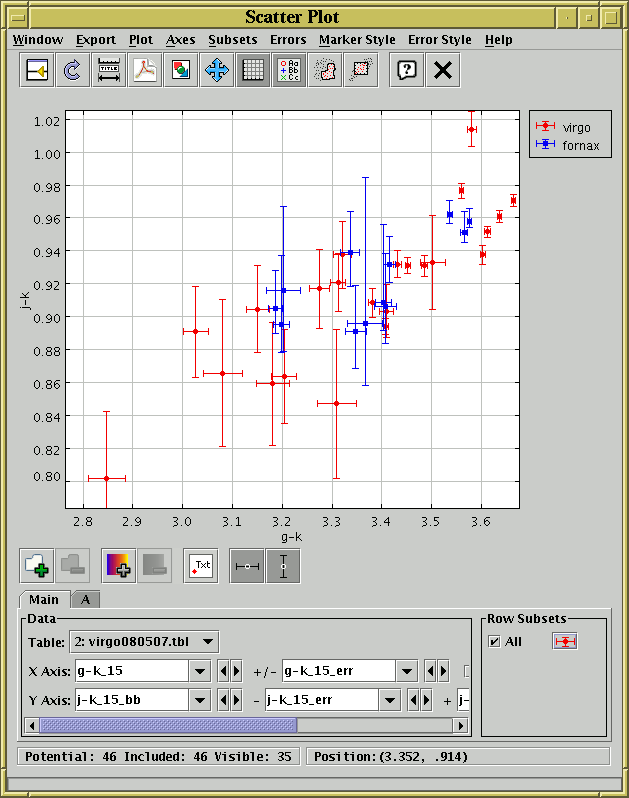 Scatter Plot
Window Export Plot Axes Subsets Errors Marker Style Error Style Help
TITLE A Bb Cc ?
1.02
1.00
0.98
0.96
0.94
0.92
0.90
0.88
0.86
0.84
0.82
0.80
j-k
2.8 2.9 3.0 3.1 3.2 3.3 3.4 3.5 3.6
g-k
virgo
fornax
Txt
Main A
Data
Table: 2: virgo080507.tbl
X Axis: g-k_15 +/- g-k_15_err
Y Axis: j-k_15_bb - j-k_15_err + j-
Row Subsets
All
Potential: 46 Included: 46 Visible: 35 Position:(3.352, .914)